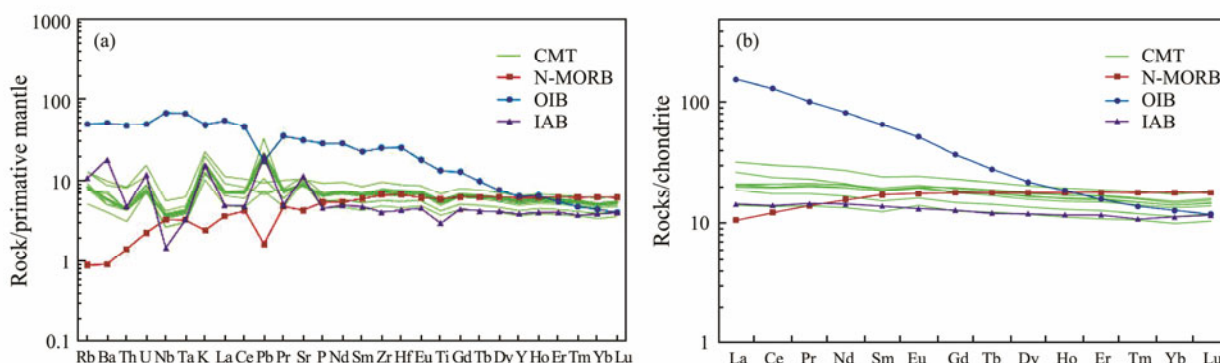 (a)
Rock/primative mantle
1000
100
10
1
0.1
CMT
N-MORB
OIB
IAB
Rb Ba Th U Nb Ta K La Ce Pb Pr Sr P Nd Sm Zr Hf Eu Ti Gd Tb Dy Y Ho Er Tm Yb Lu
(b)
Rocks/chondrite
100
10
1
CMT
N-MORB
OIB
IAB
La Ce Pr Nd Sm Eu Gd Tb Dy Ho Er Tm Yb Lu